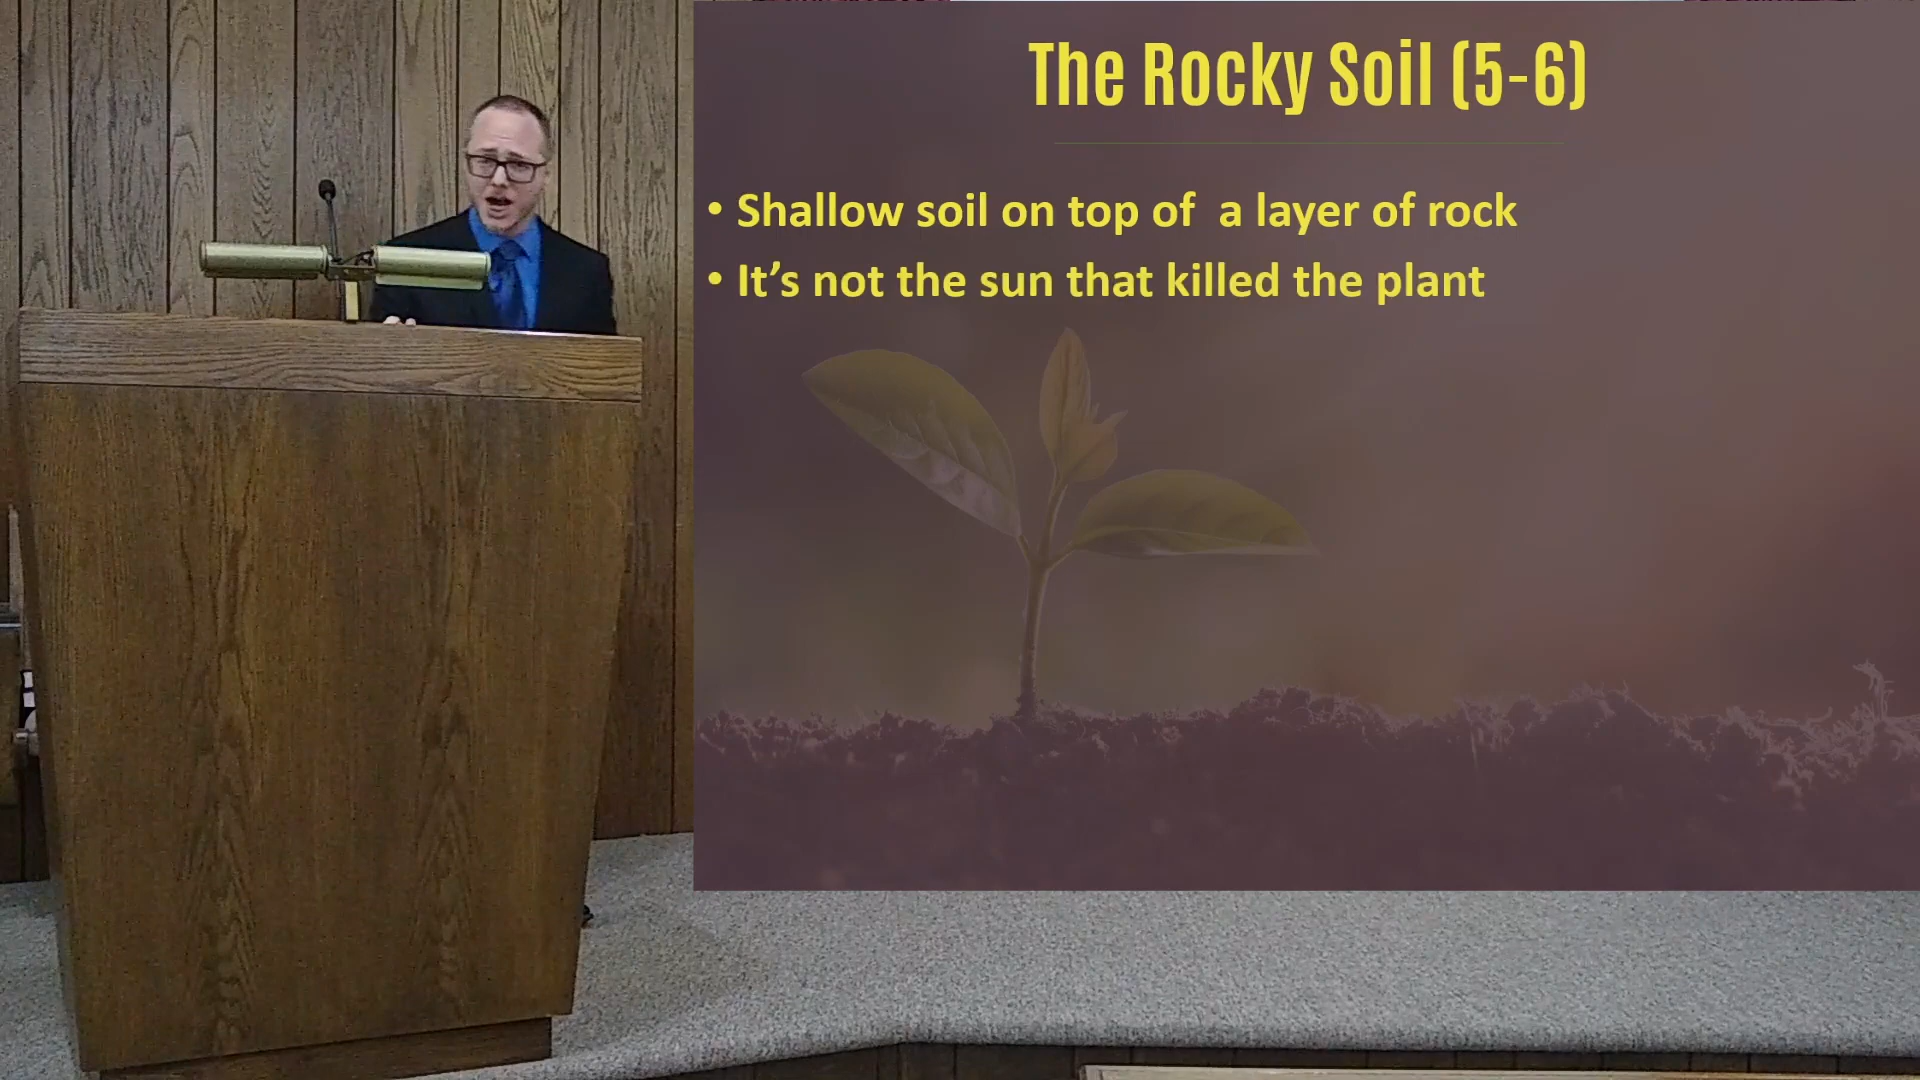 The Rocky Soil (5-6)
• Shallow soil on top of  a layer of rock
• It’s not the sun that killed the plant